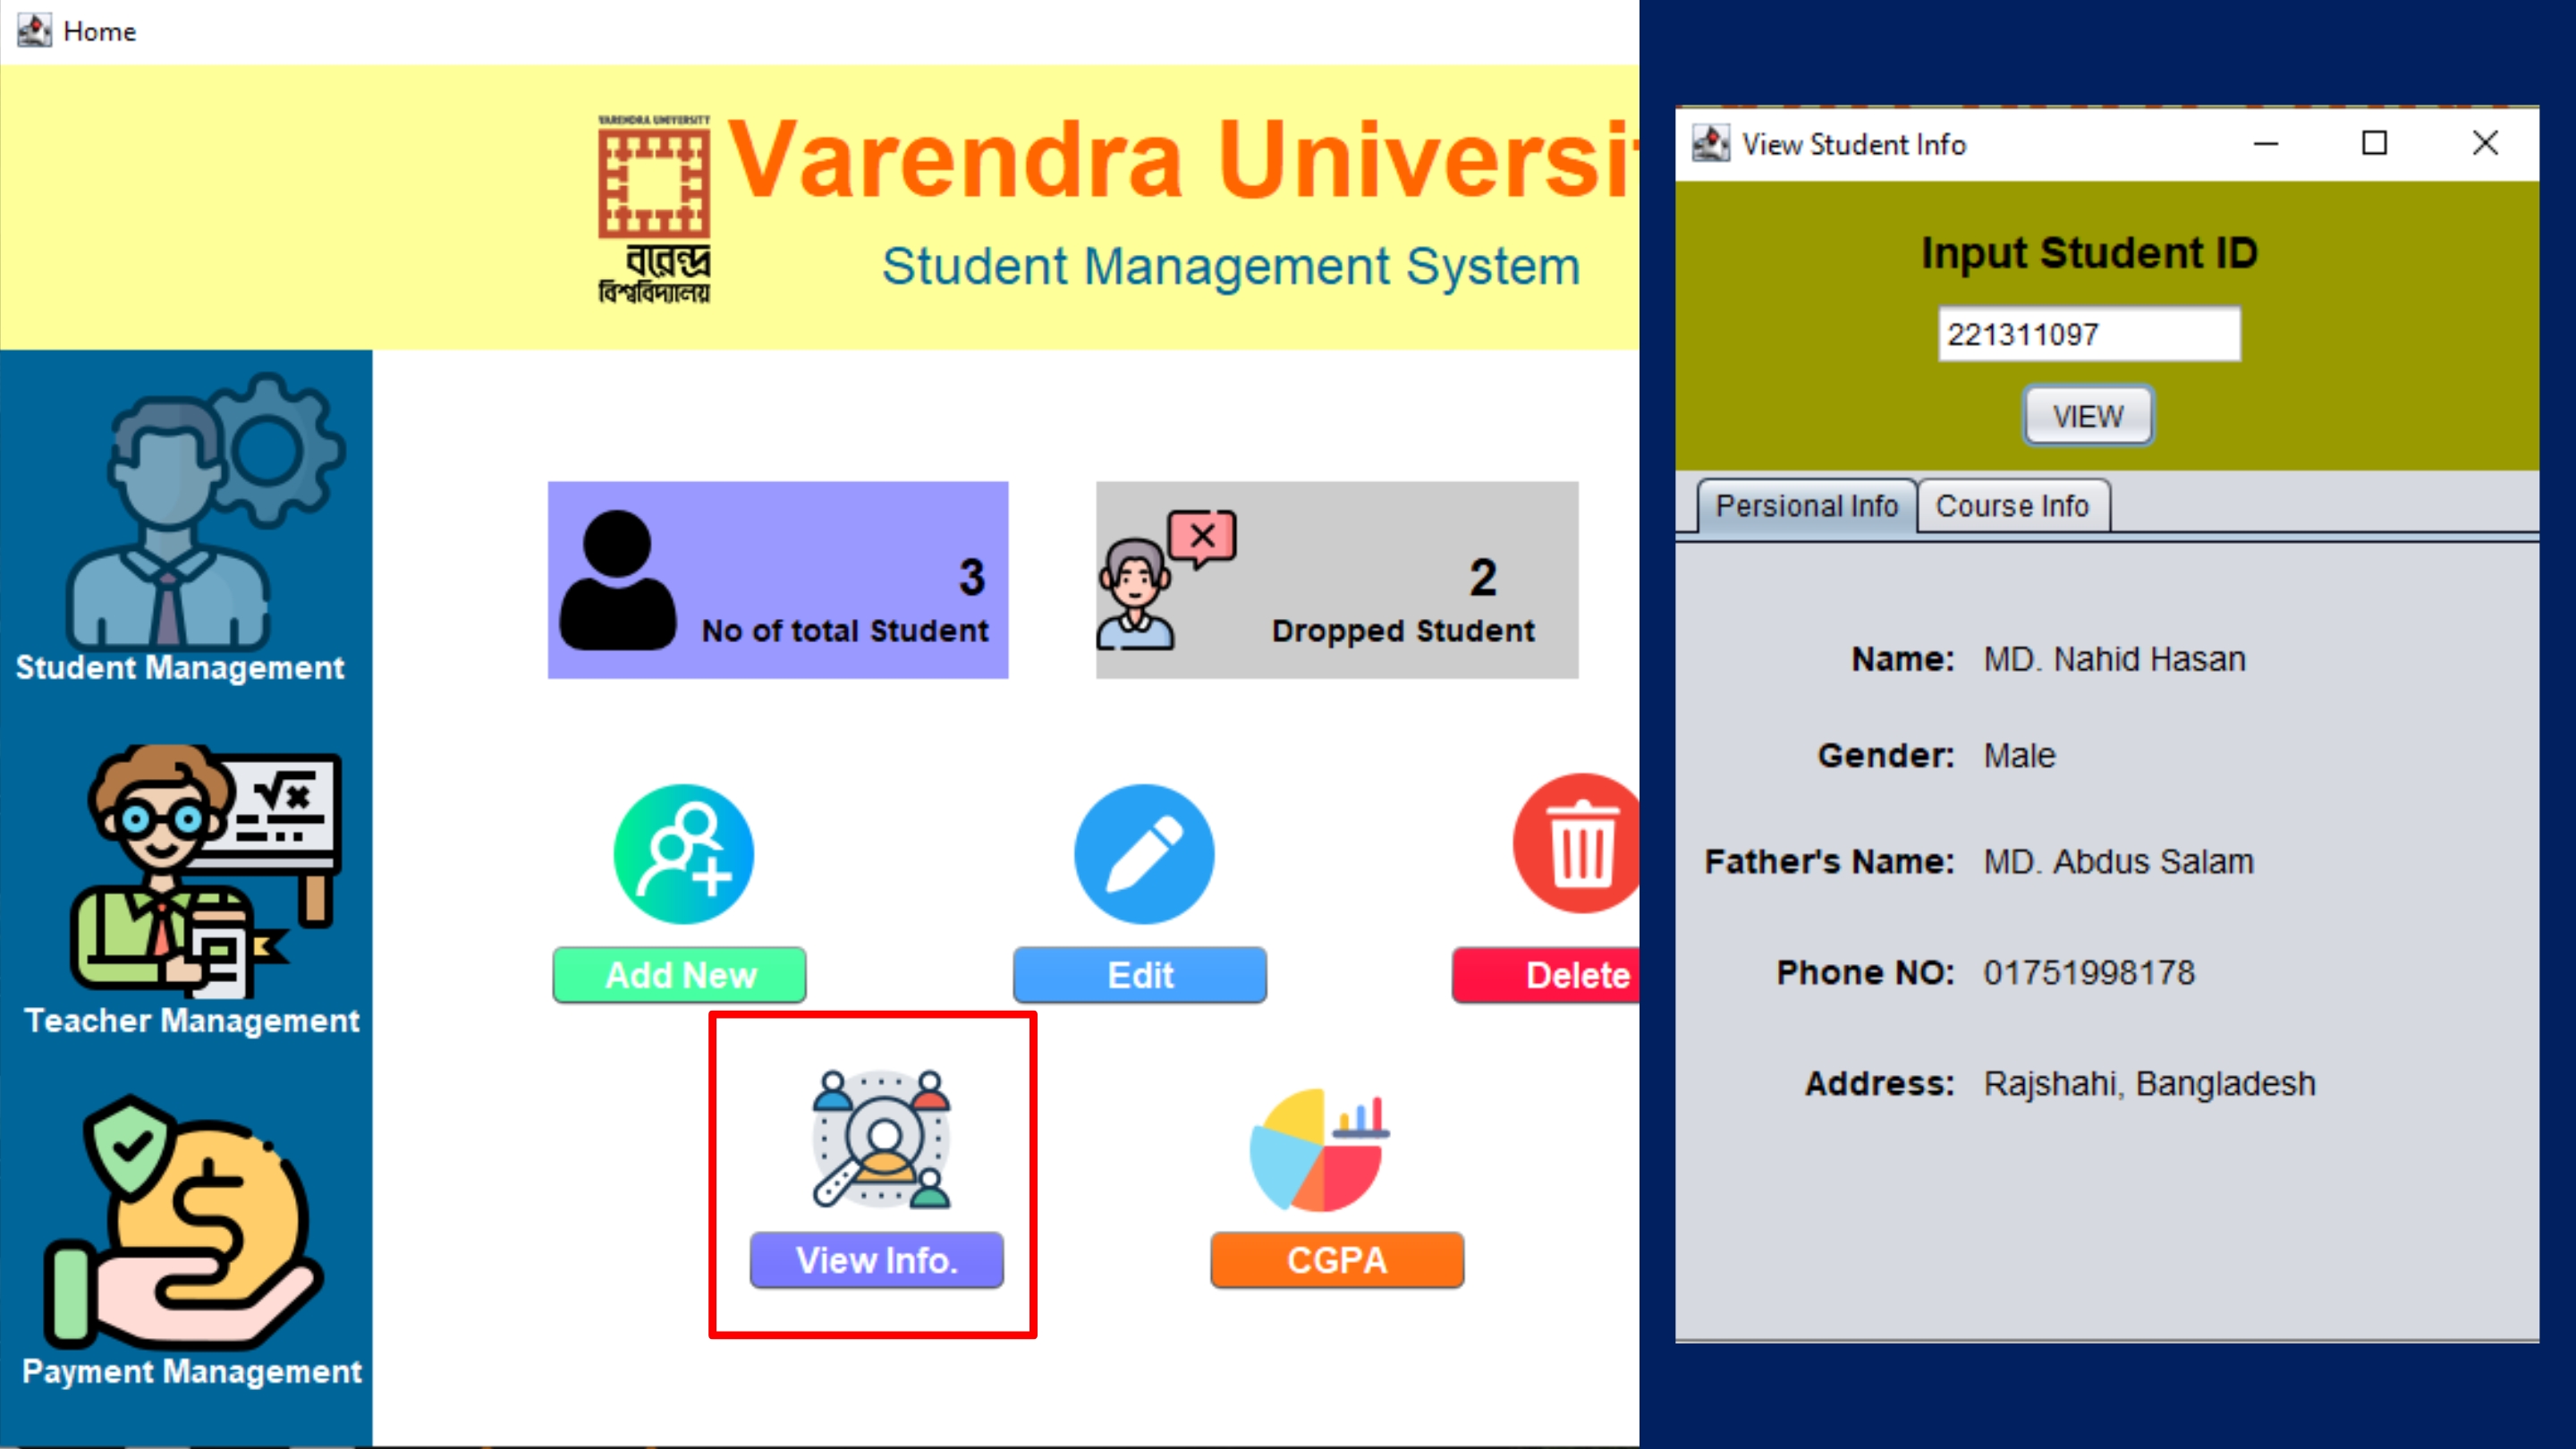 Home
VARENDRA UNIVERSITY
বরেন্দ্র
বিশ্ববিদ্যালয়
Varendra Universi
Student Management System
Student Management
Teacher Management
Payment Management
3
No of total Student
2
Dropped Student
Add New
Edit
Delete
View Info.
CGPA
View Student Info
Input Student ID
221311097
VIEW
Persional Info
Course Info
Name: MD. Nahid Hasan
Gender: Male
Father's Name: MD. Abdus Salam
Phone NO: 01751998178
Address: Rajshahi, Bangladesh